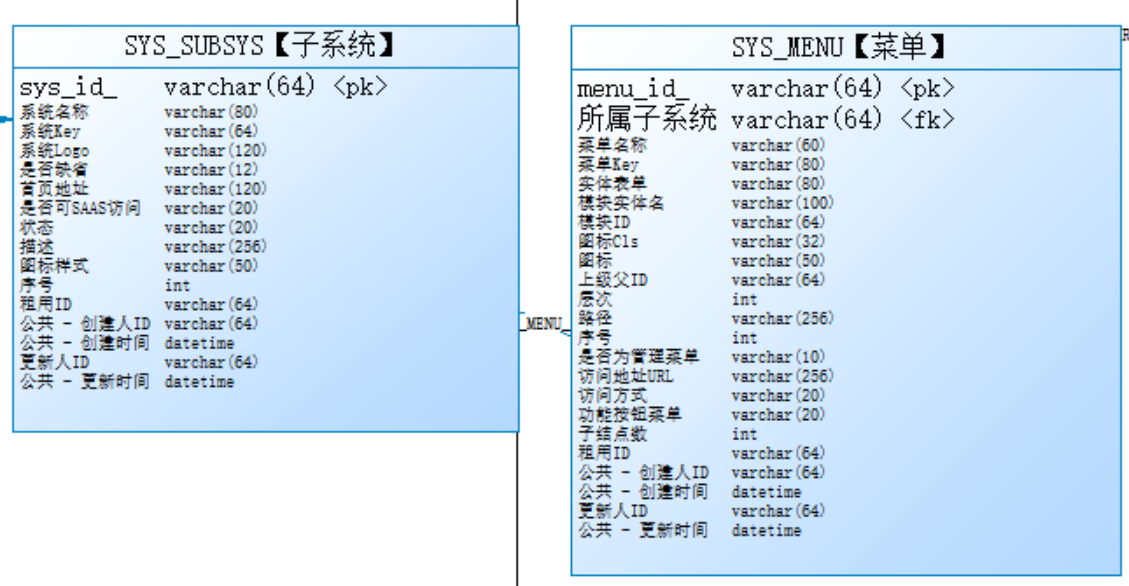 SYS_SUBSYS【子系统】
sys_id_ varchar(64) <pk>
系统名称 varchar(80)
系统Key varchar(64)
系统Logo varchar(120)
是否缺省 varchar(12)
首页地址 varchar(120)
是否可SAAS访问 varchar(20)
状态 varchar(20)
描述 varchar(256)
图标样式 varchar(50)
序号 int
租用ID varchar(64)
公共 - 创建人ID varchar(64)
公共 - 创建时间 datetime
更新人ID varchar(64)
公共 - 更新时间 datetime
_MENU_
SYS_MENU【菜单】
menu_id_ varchar(64) <pk>
所属子系统 varchar(64) <fk>
菜单名称 varchar(60)
菜单Key varchar(80)
实体表单 varchar(80)
模块实体名 varchar(100)
模块ID varchar(64)
图标Cls varchar(32)
图标 varchar(50)
上级父ID varchar(64)
层次 int
路径 varchar(256)
序号 int
是否为管理菜单 varchar(10)
访问地址URL varchar(256)
访问方式 varchar(20)
功能按钮菜单 varchar(20)
子结点数 int
租用ID varchar(64)
公共 - 创建人ID varchar(64)
公共 - 创建时间 datetime
更新人ID varchar(64)
公共 - 更新时间 datetime